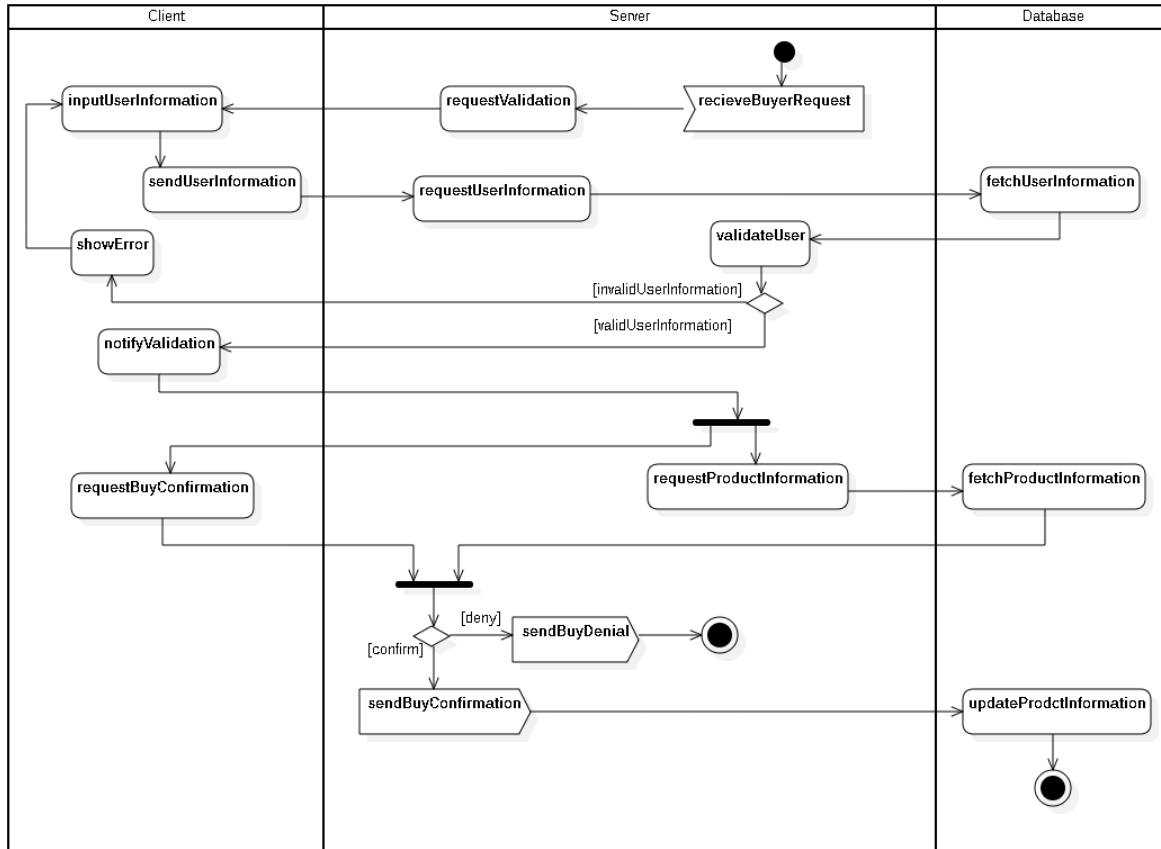 Client
Server
Database
inputUserInformation
requestValidation
recieveBuyerRequest
sendUserInformation
requestUserInformation
fetchUserInformation
showError
validateUser
[invalidUserInformation]
[validUserInformation]
notifyValidation
requestBuyConfirmation
requestProductInformation
fetchProductInformation
[deny]
sendBuyDenial
[confirm]
sendBuyConfirmation
updateProdctInformation